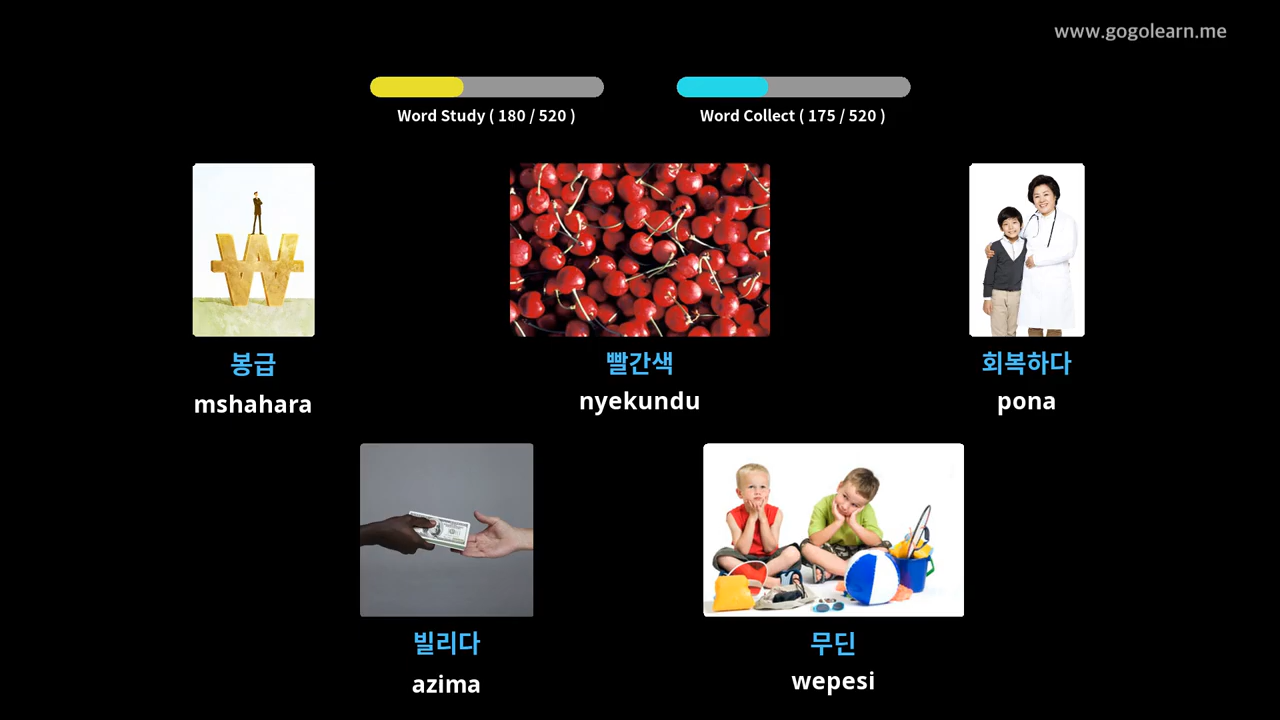 www.gogolearn.me
Word Study ( 180 / 520 )
Word Collect ( 175 / 520 )
봉급
mshahara
빨간색
nyekundu
회복하다
pona
빌리다
azima
무딘
wepesi